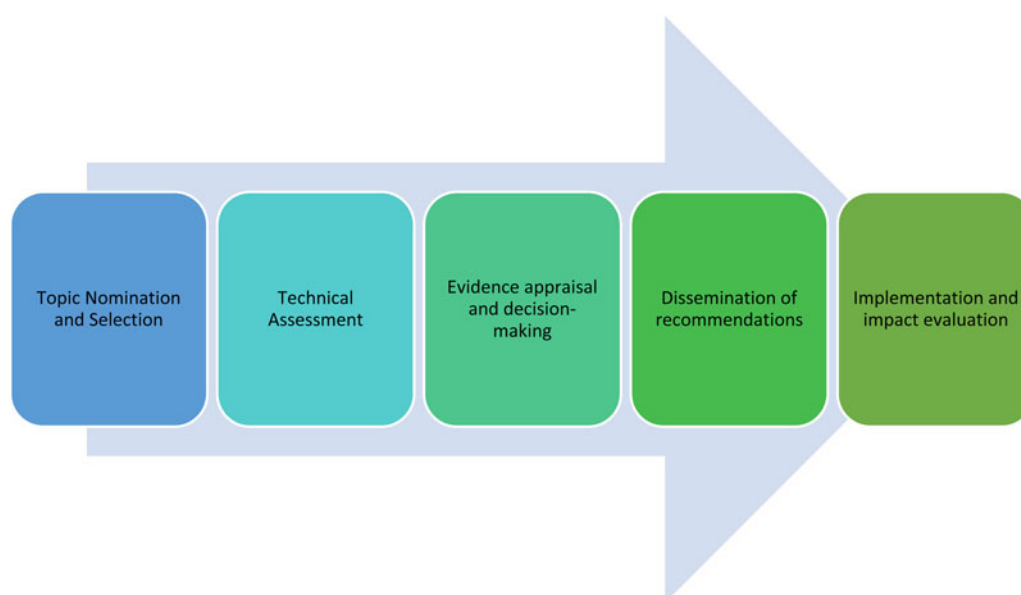 Topic Nomination
and Selection
Technical
Assessment
Evidence appraisal
and decision-
making
Dissemination of
recommendations
Implementation and
impact evaluation